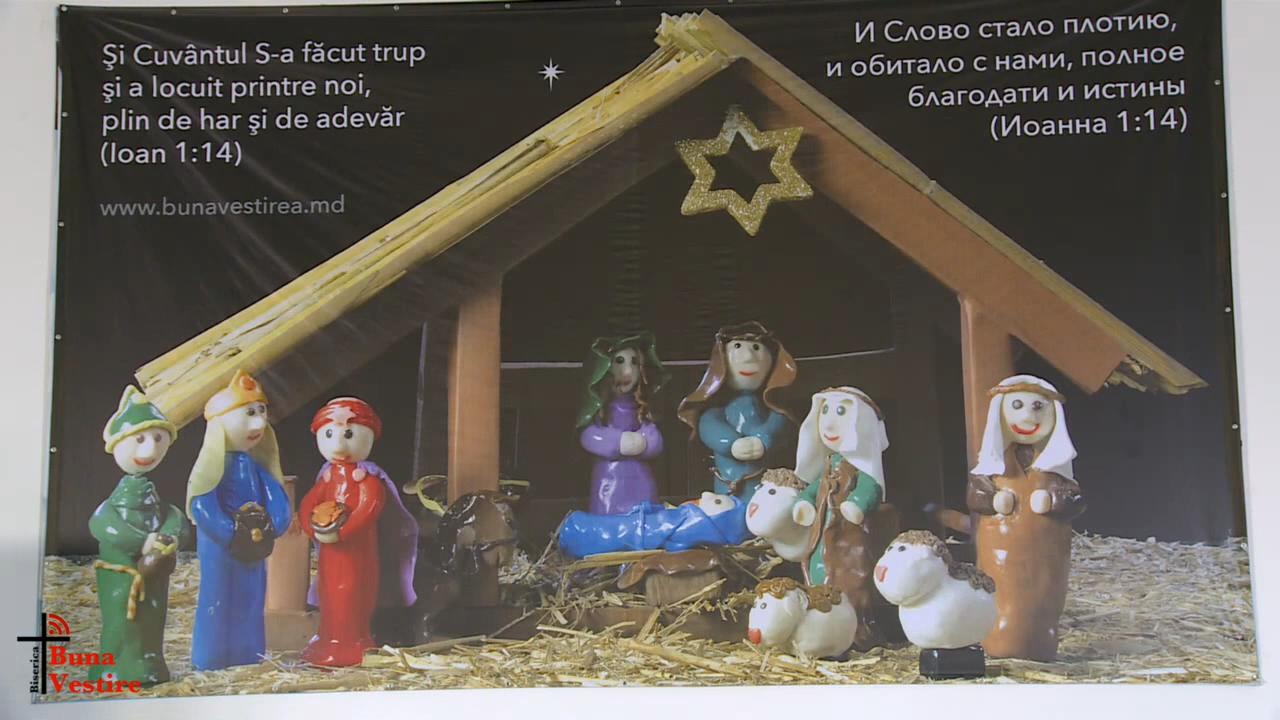 Şi Cuvântul S-a făcut trup
şi a locuit printre noi,
plin de har şi de adevăr
(Ioan 1:14)
www.bunavestirea.md
И Слово стало плотию,
и обитало с нами, полное
благодати и истины
(Иоанна 1:14)
Biserica
Buna
Vestire